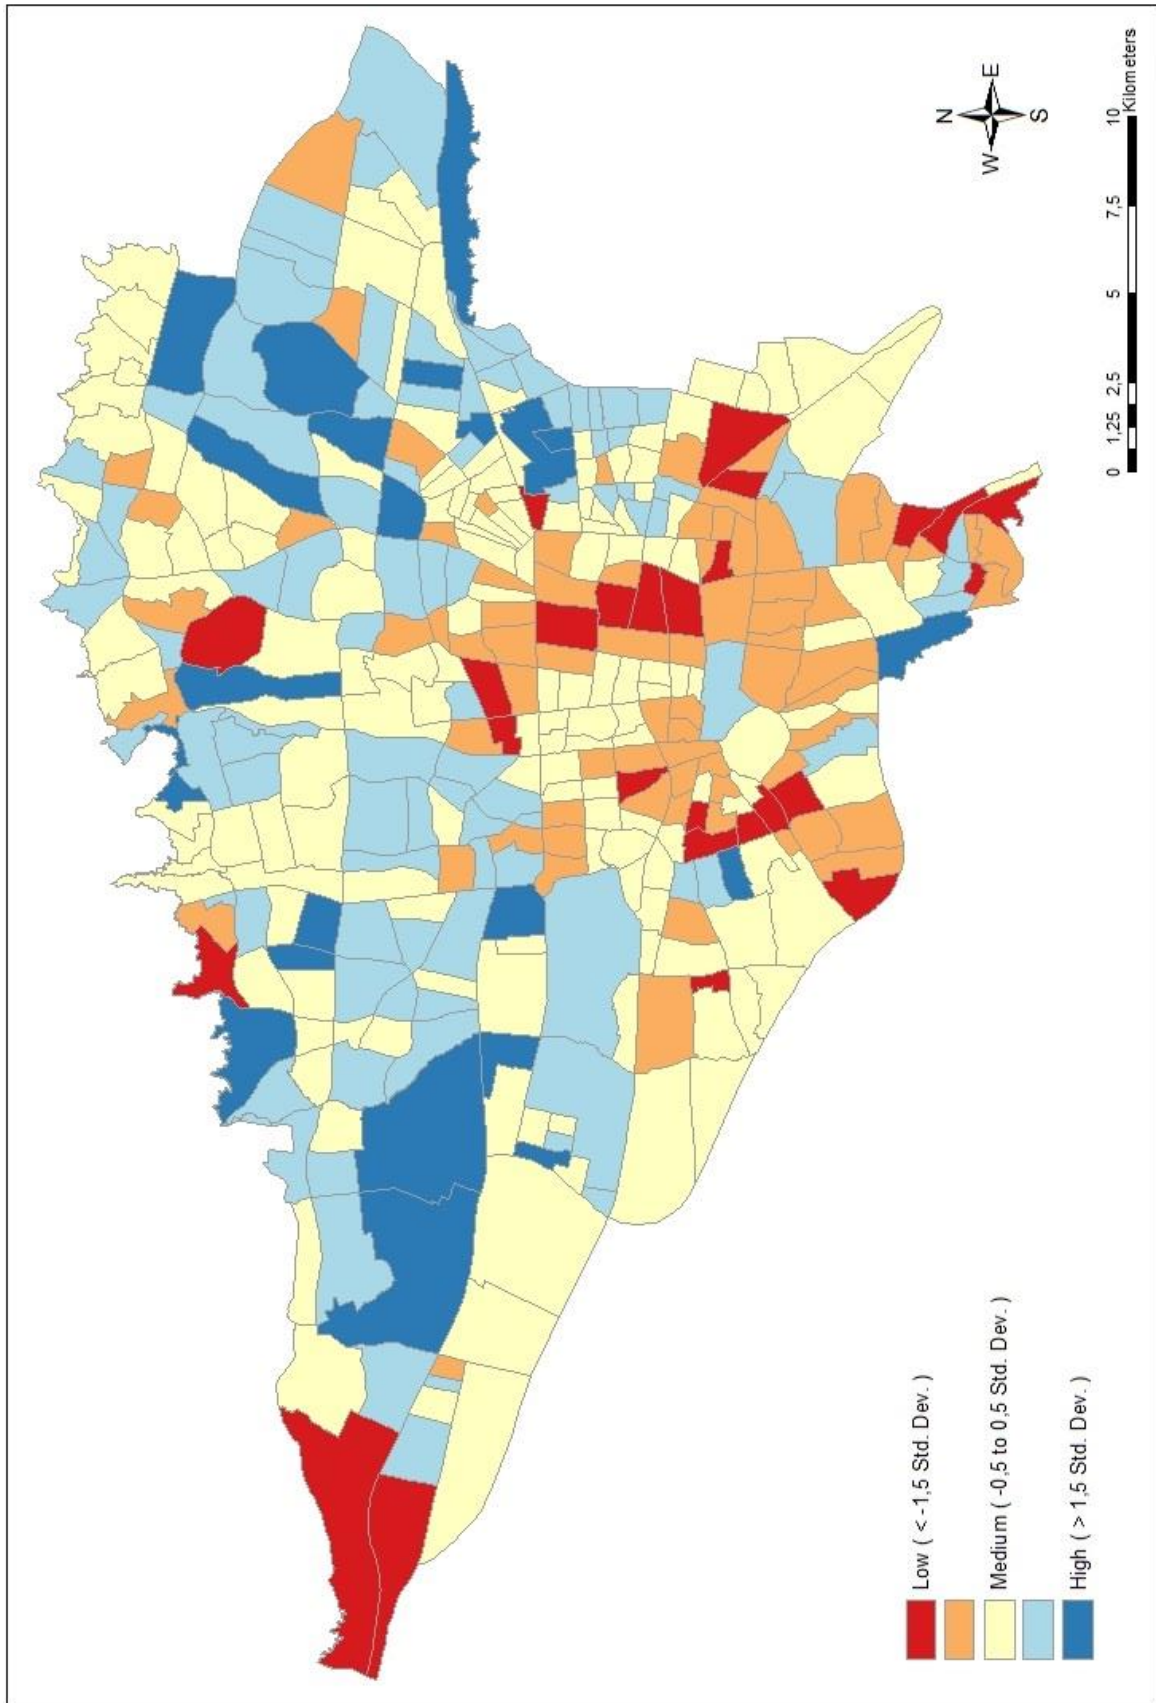 N
W E
S
0 1,25 2,5 5 7,5 10
Kilometers
Low ( < -1,5 Std. Dev. )
Medium ( -0,5 to 0,5 Std. Dev. )
High ( > 1,5 Std. Dev. )